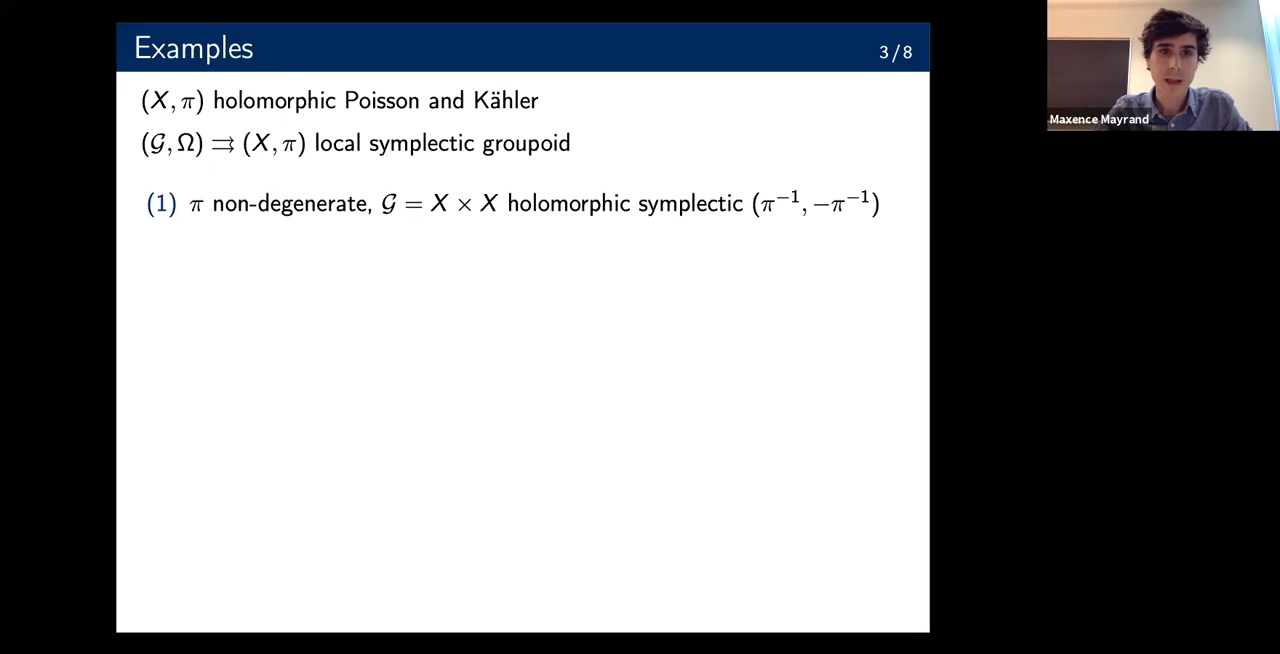 Examples 3 / 8
(X, π) holomorphic Poisson and Kähler
(𝒢, Ω) ⇉ (X, π) local symplectic groupoid
(1) π non-degenerate, 𝒢 = X × X holomorphic symplectic (π⁻¹, −π⁻¹)
Maxence Mayrand